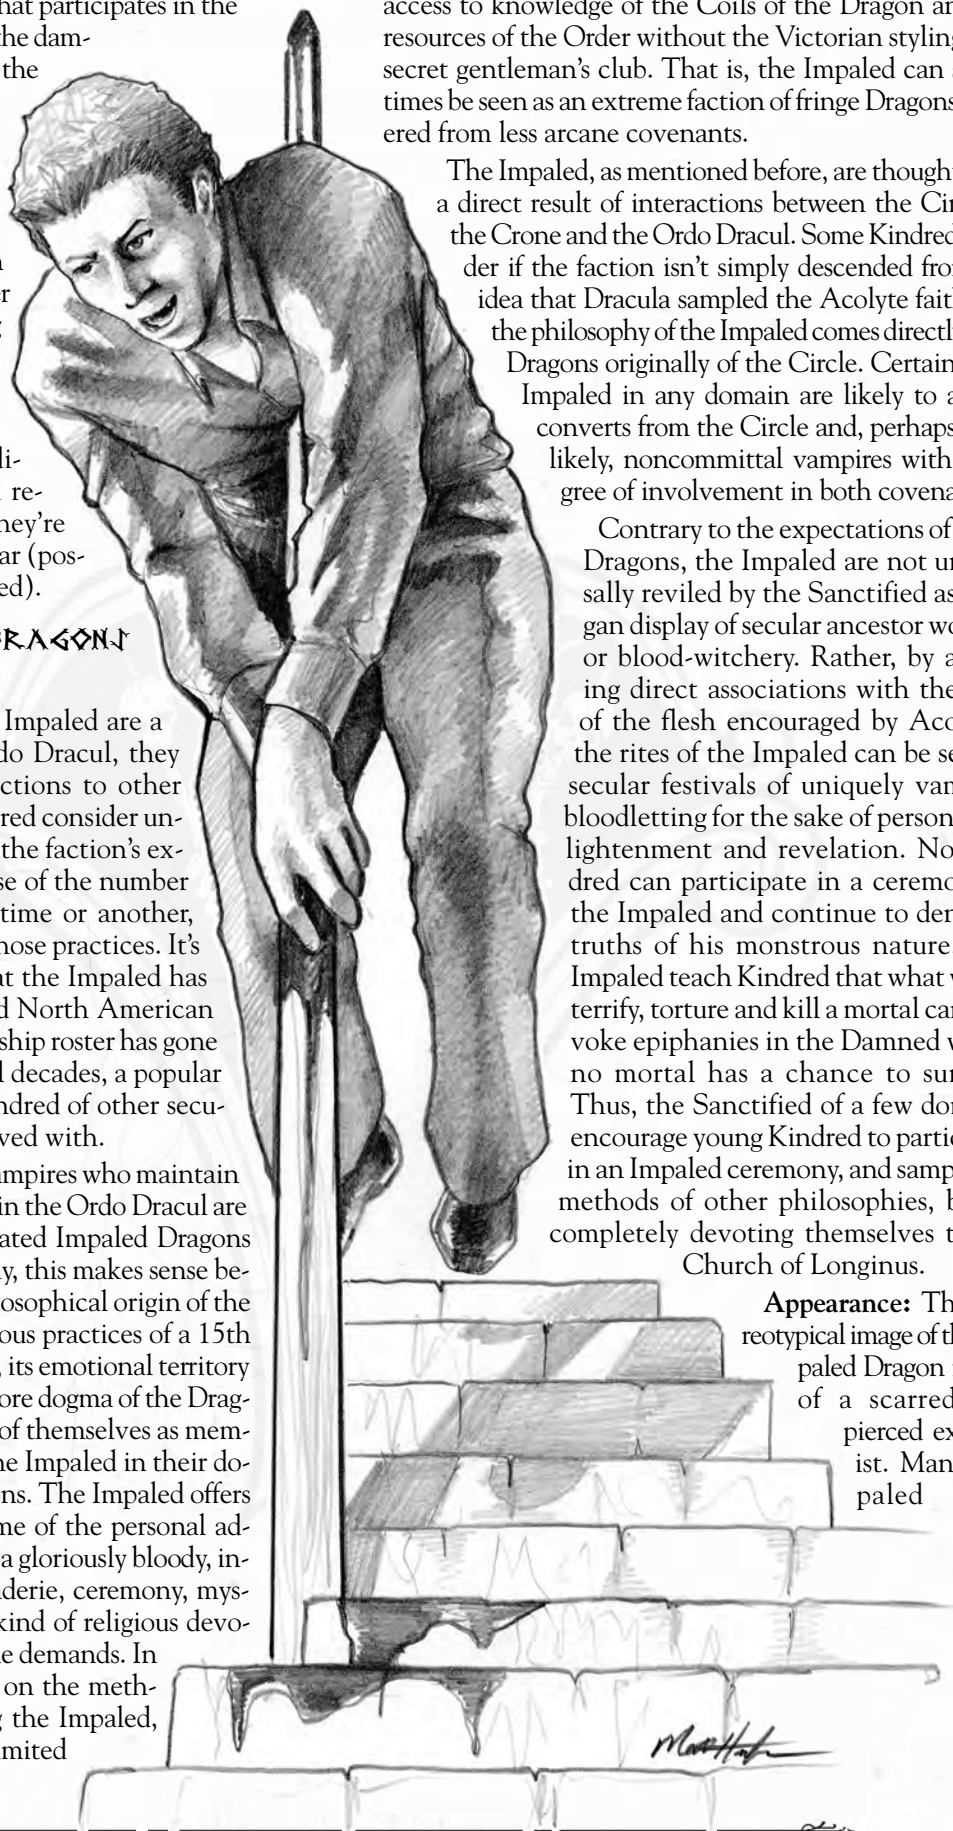 hat participates in the
the dam-
the
n
er
li-
re-
hey're
ar (pos-
ed).
RAGONS
Impaled are a
do Dracul, they
ctions to other
red consider un-
the faction's ex-
se of the number
time or another,
hose practices. It's
at the Impaled has
d North American
ship roster has gone
l decades, a popular
ndred of other secu-
ved with.
ampires who maintain
in the Ordo Dracul are
ated Impaled Dragons
y, this makes sense be-
losophical origin of the
ous practices of a 15th
, its emotional territory
ore dogma of the Drag-
of themselves as mem-
he Impaled in their do-
ns. The Impaled offers
me of the personal ad-
a gloriously bloody, in-
aderie, ceremony, mys-
kind of religious devo-
e demands. In
on the meth-
g the Impaled,
imited
access to knowledge of the Coils of the Dragon an
resources of the Order without the Victorian styling
secret gentleman's club. That is, the Impaled can s
times be seen as an extreme faction of fringe Dragons
ered from less arcane covenants.
The Impaled, as mentioned before, are thought
a direct result of interactions between the Cir
the Crone and the Ordo Dracul. Some Kindred
der if the faction isn't simply descended from
idea that Dracula sampled the Acolyte faith
the philosophy of the Impaled comes directly
Dragons originally of the Circle. Certain
Impaled in any domain are likely to a
converts from the Circle and, perhaps
likely, noncommittal vampires with
gree of involvement in both covena
Contrary to the expectations of
Dragons, the Impaled are not un
sally reviled by the Sanctified as
gan display of secular ancestor wo
or blood-witchery. Rather, by a
ing direct associations with the
of the flesh encouraged by Aco
the rites of the Impaled can be se
secular festivals of uniquely vam
bloodletting for the sake of person
lightenment and revelation. No
dred can participate in a ceremo
the Impaled and continue to den
truths of his monstrous nature.
Impaled teach Kindred that what w
terrify, torture and kill a mortal can
voke epiphanies in the Damned w
no mortal has a chance to sur
Thus, the Sanctified of a few dom
encourage young Kindred to partic
in an Impaled ceremony, and samp
methods of other philosophies, b
completely devoting themselves t
Church of Longinus.
Appearance: Th
reotypical image of th
paled Dragon i
of a scarred
pierced ex
ist. Man
paled